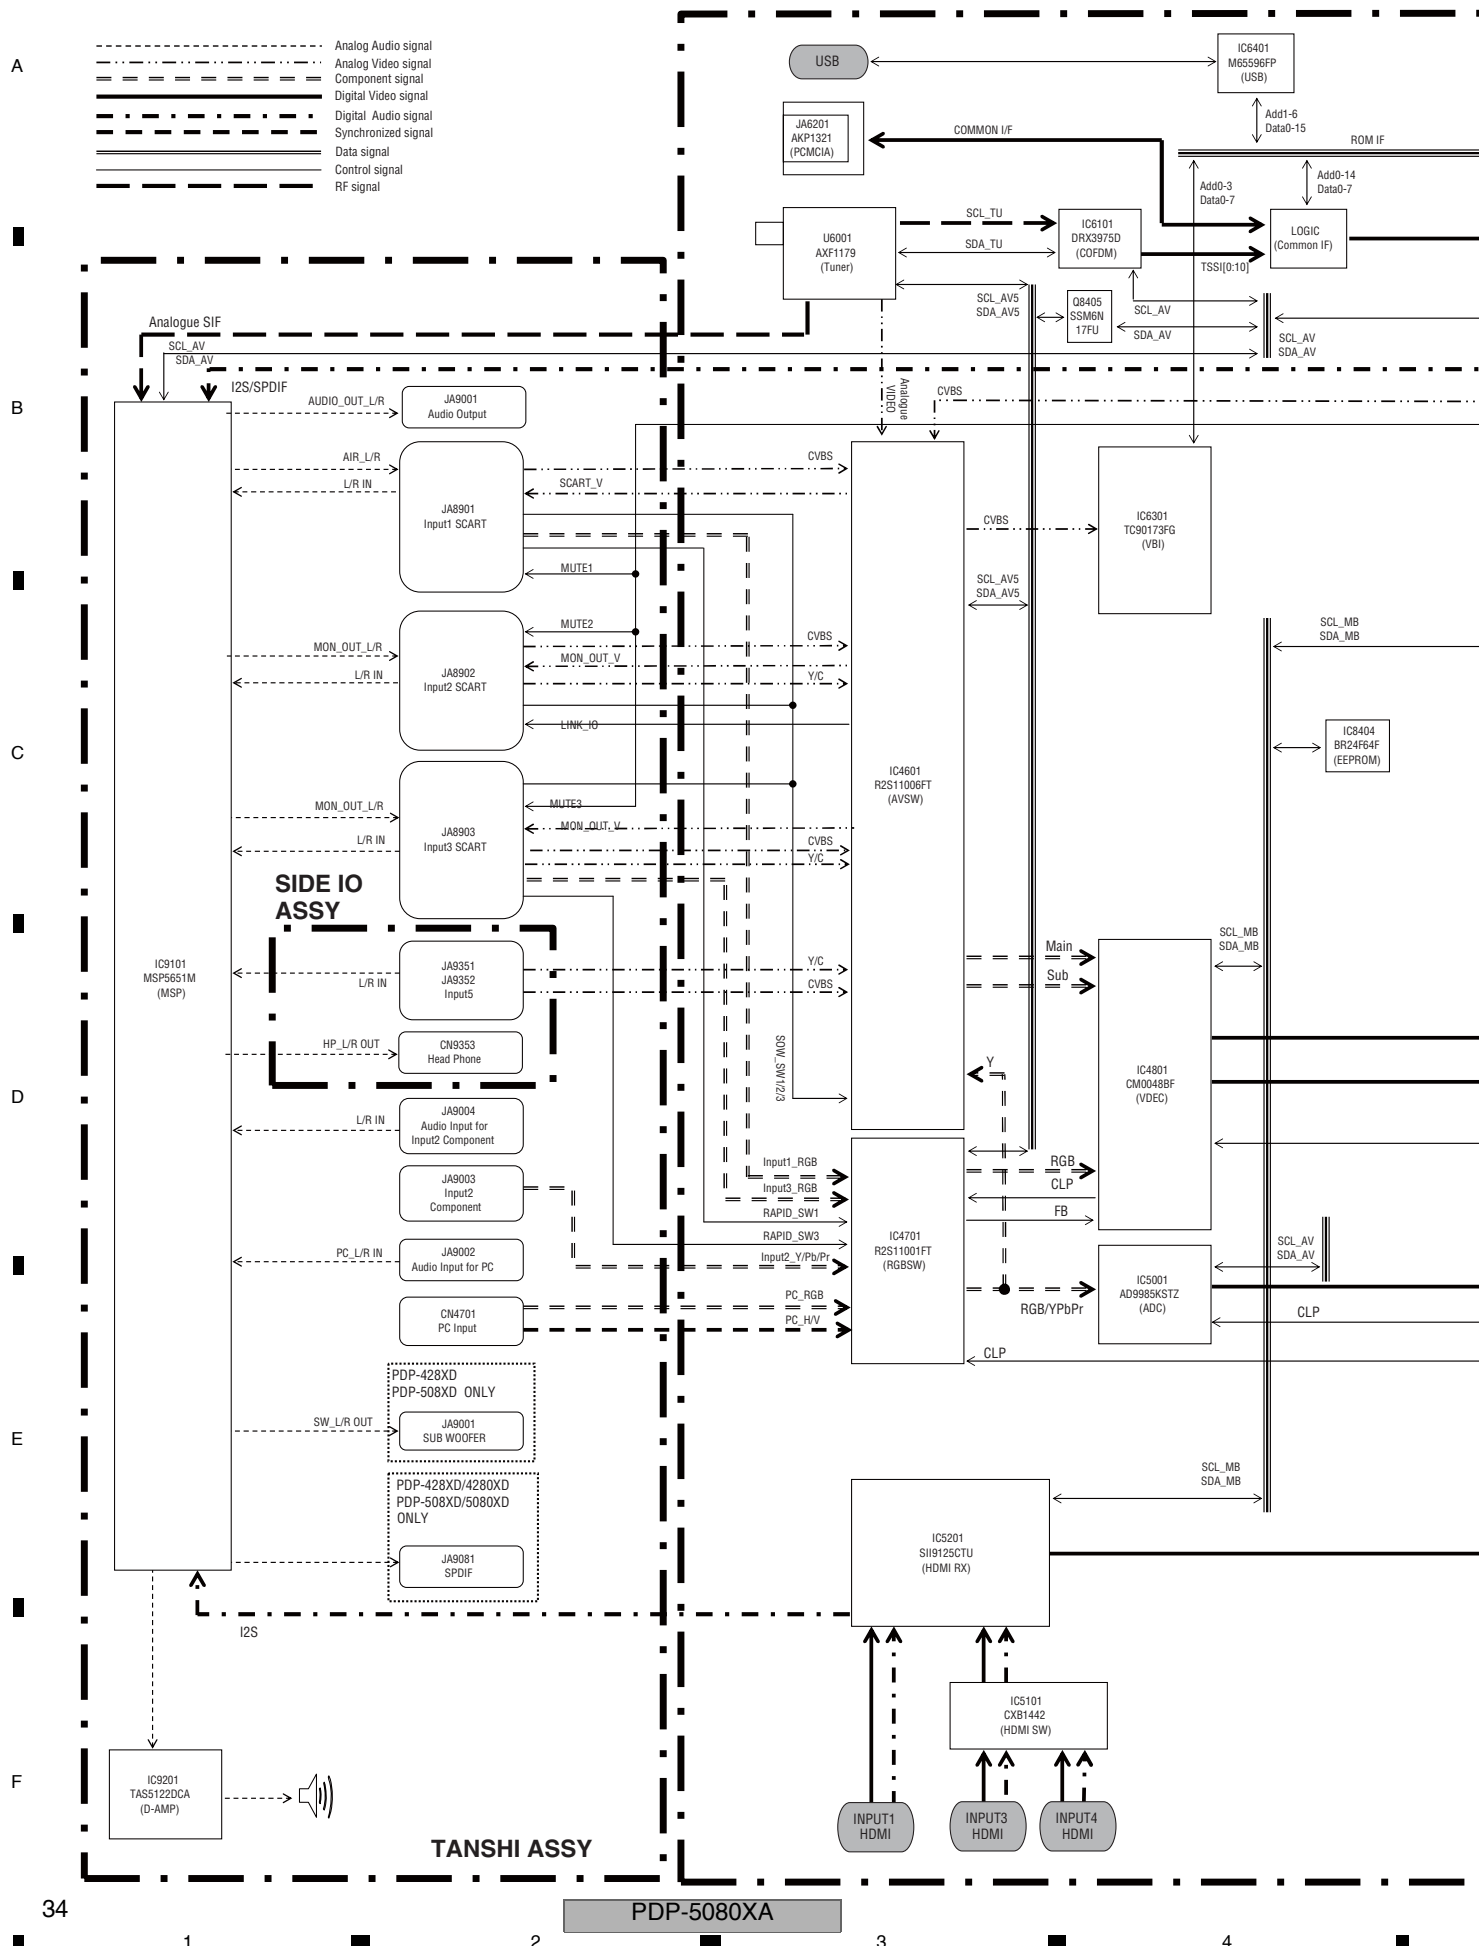 A
Analog Audio signal
Analog Video signal
Component signal
Digital Video signal
Digital  Audio signal
Synchronized signal
Data signal
Control signal
RF signal
USB
IC6401
M65596FP
(USB)
Add1-6
Data0-15
ROM IF
JA6201
AKP1321
(PCMCIA)
COMMON I/F
Add0-3
Data0-7
Add0-14
Data0-7
U6001
AXF1179
(Tuner)
SCL_TU
SDA_TU
IC6101
DRX3975D
(COFDM)
TSSI[0:10]
LOGIC
(Common IF)
SCL_AV5
SDA_AV5
Q8405
SSM6N
17FU
SCL_AV
SDA_AV
SCL_AV
SDA_AV
Analogue SIF
SCL_AV
SDA_AV
I2S/SPDIF
B
AUDIO_OUT_L/R
JA9001
Audio Output
Analogue
VIDEO
CVBS
AIR_L/R
L/R IN
JA8901
Input1 SCART
CVBS
SCART_V
MUTE1
CVBS
IC6301
TC90173FG
(VBI)
SCL_AV5
SDA_AV5
SCL_MB
SDA_MB
MON_OUT_L/R
L/R IN
JA8902
Input2 SCART
MUTE2
CVBS
MON_OUT_V
Y/C
LINK_IO
C
IC4601
R2S11006FT
(AVSW)
IC8404
BR24F64F
(EEPROM)
MON_OUT_L/R
L/R IN
JA8903
Input3 SCART
MUTE3
MON_OUT_V
CVBS
Y/C
SIDE IO
ASSY
IC9101
MSP5651M
(MSP)
L/R IN
JA9351
JA9352
Input5
Y/C
CVBS
Main
Sub
SCL_MB
SDA_MB
HP_L/R OUT
CN9353
Head Phone
SOW_SW1/2/3
Y
IC4801
CM0048BF
(VDEC)
D
L/R IN
JA9004
Audio Input for
Input2 Component
JA9003
Input2
Component
Input1_RGB
Input3_RGB
RAPID_SW1
RAPID_SW3
Input2_Y/Pb/Pr
RGB
CLP
FB
IC4701
R2S11001FT
(RGBSW)
PC_L/R IN
JA9002
Audio Input for PC
SCL_AV
SDA_AV
IC5001
AD9985KSTZ
(ADC)
RGB/YPbPr
CN4701
PC Input
PC_RGB
PC_H/V
CLP
CLP
PDP-428XD
PDP-508XD  ONLY
E
SW_L/R OUT
JA9001
SUB WOOFER
PDP-428XD/4280XD
PDP-508XD/5080XD
ONLY
JA9081
SPDIF
SCL_MB
SDA_MB
IC5201
SII9125CTU
(HDMI RX)
I2S
IC5101
CXB1442
(HDMI SW)
F
IC9201
TAS5122DCA
(D-AMP)
INPUT1
HDMI
INPUT3
HDMI
INPUT4
HDMI
TANSHI ASSY
34
PDP-5080XA
1
2
3
4